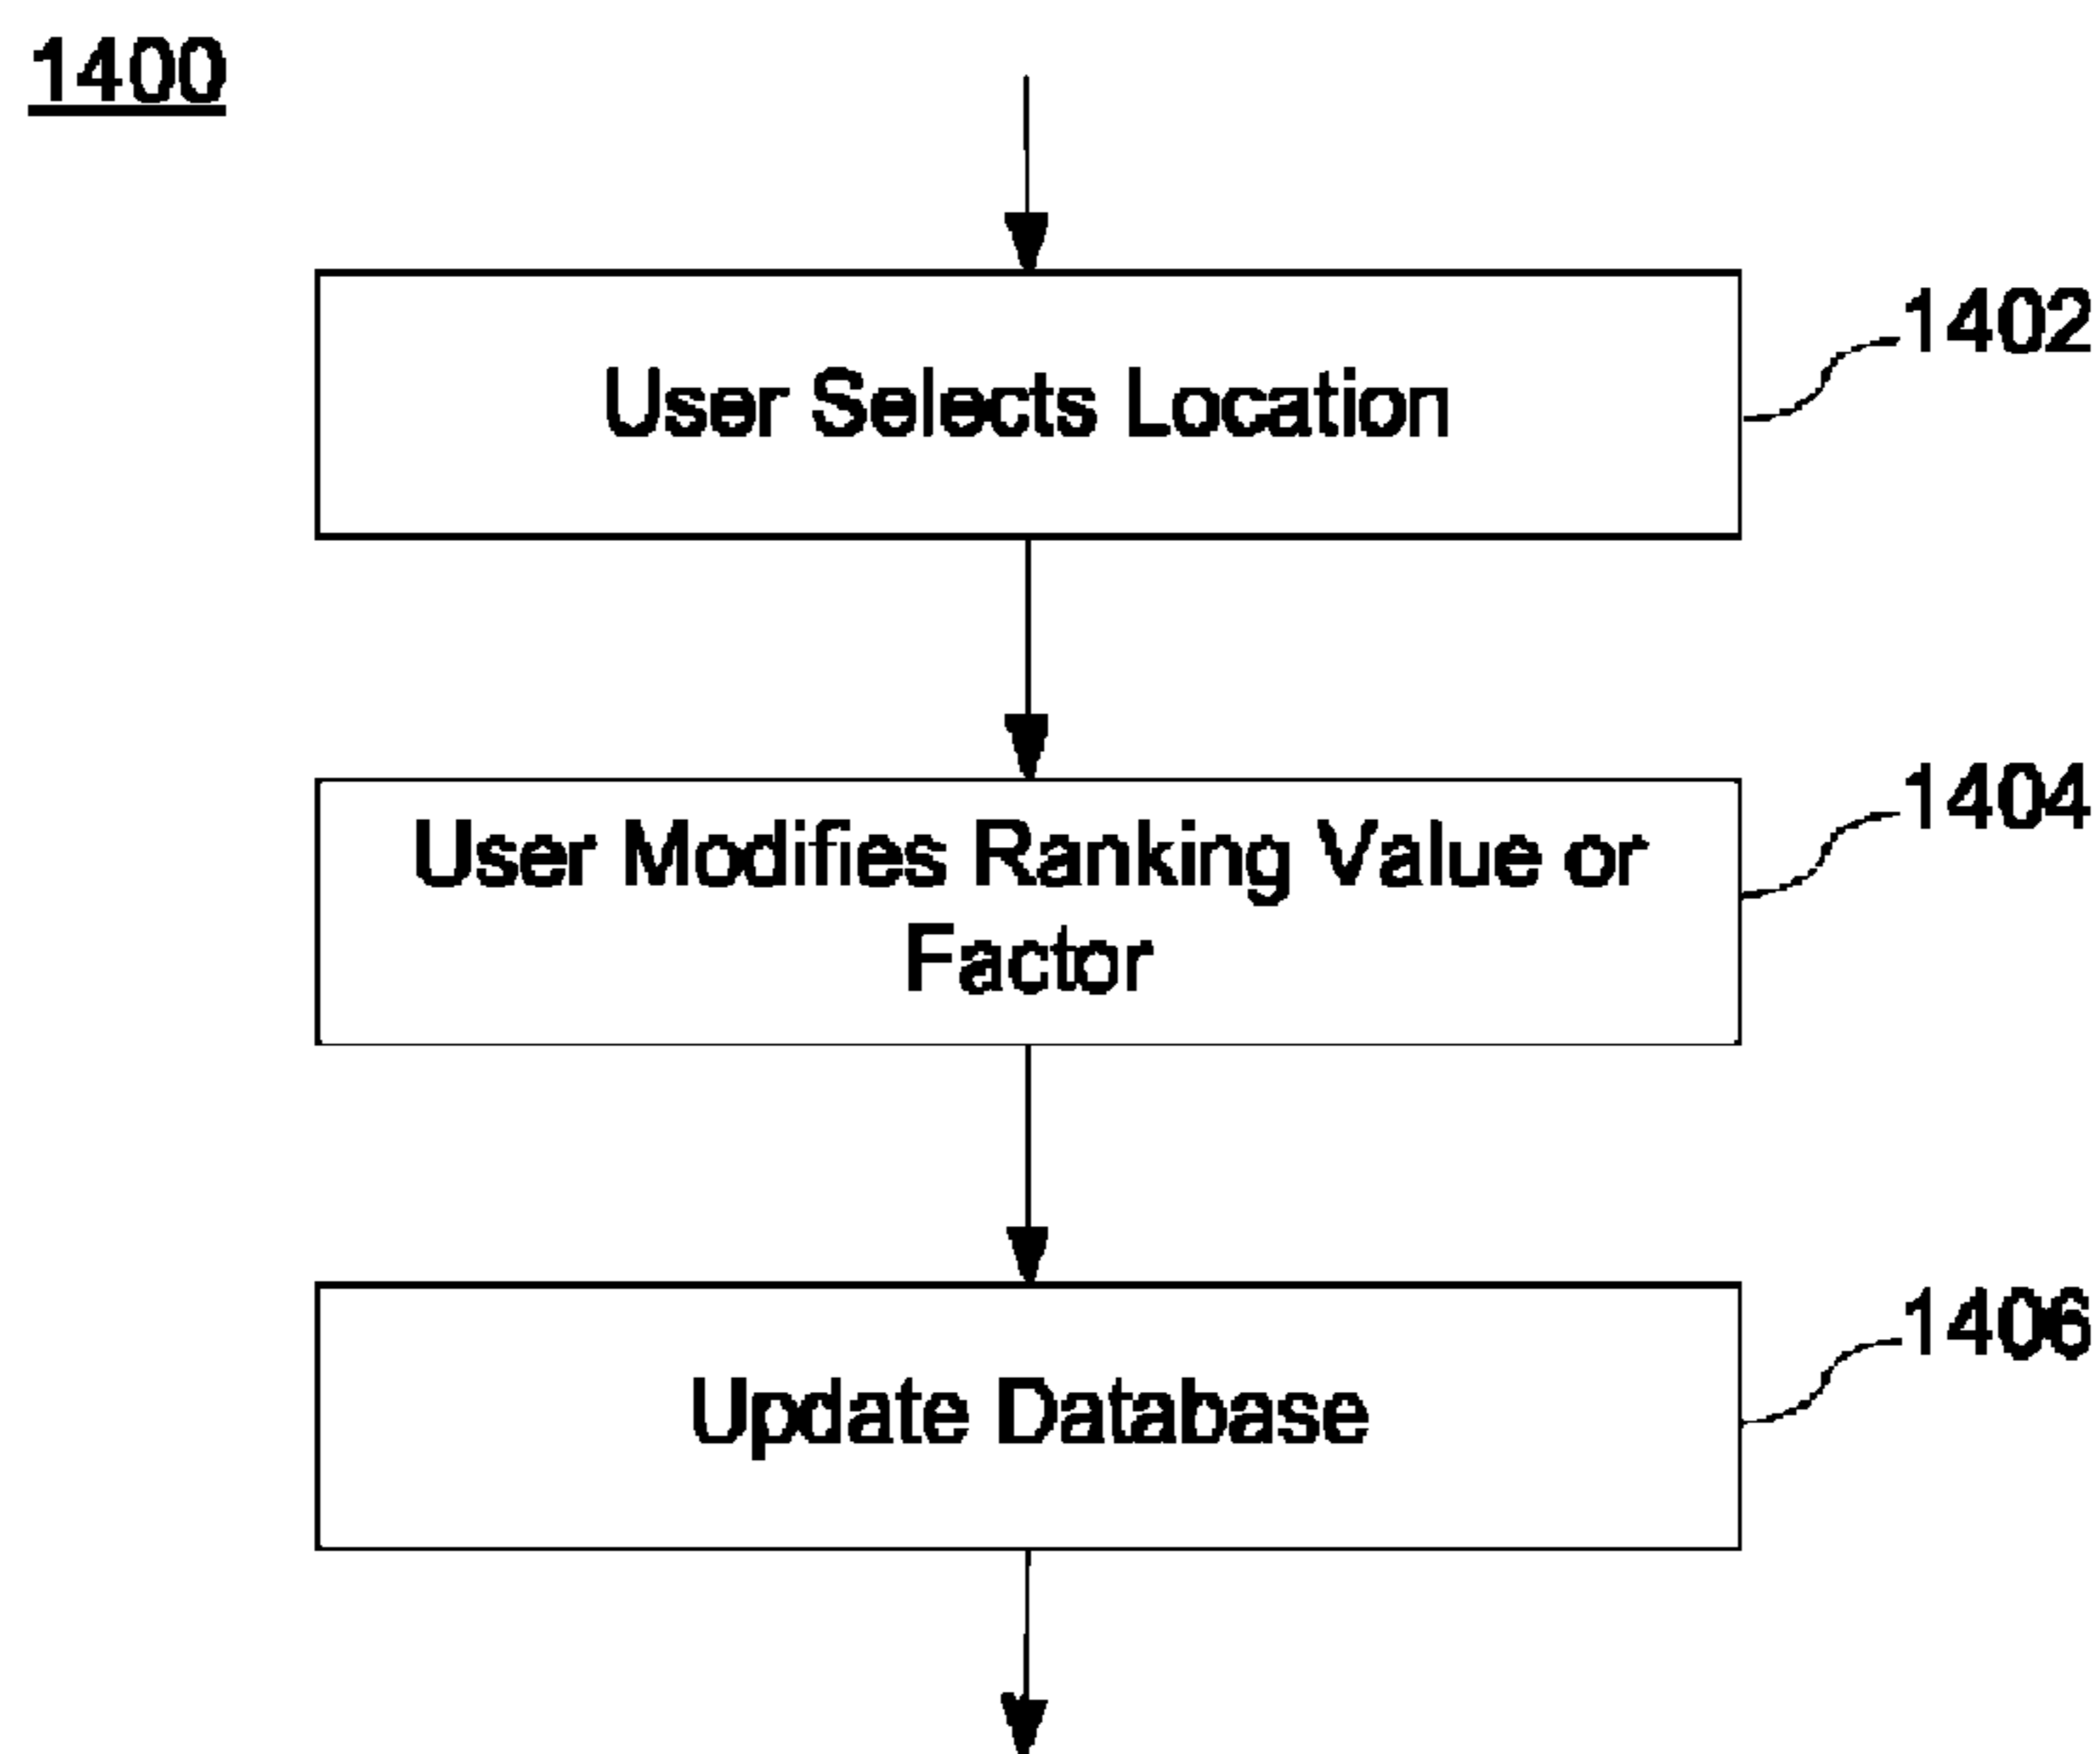 1400
User Selects Location
1402
User Modifies Ranking Value or
Factor
1404
Update Database
1406